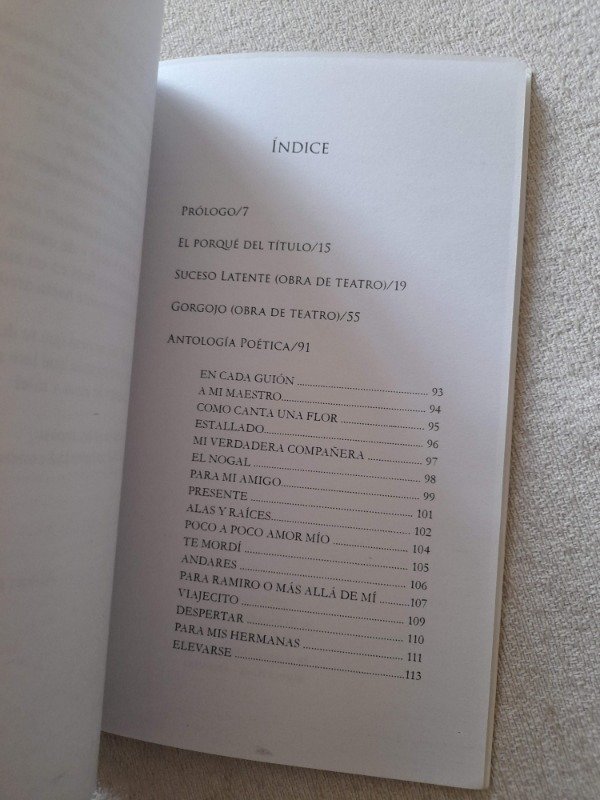 ÍNDICE
PRÓLOGO/7
EL PORQUÉ DEL TÍTULO/15
SUCESO LATENTE (OBRA DE TEATRO)/19
GORGOJO (OBRA DE TEATRO)/55
ANTOLOGÍA POÉTICA/91
EN CADA GUIÓN ........................................ 93
A MI MAESTRO........................................ 94
COMO CANTA UNA FLOR ........................................ 95
ESTALLADO........................................ 96
MI VERDADERA COMPAÑERA ........................................ 97
EL NOGAL ........................................ 98
PARA MI AMIGO........................................ 99
PRESENTE ........................................ 101
ALAS Y RAÍCES........................................ 102
POCO A POCO AMOR MÍO ........................................ 104
TE MORDÍ ........................................ 105
ANDARES ........................................ 106
PARA RAMIRO O MÁS ALLÁ DE MÍ ..........107
VIAJECITO ........................................ 109
DESPERTAR ........................................ 110
PARA MIS HERMANAS ........................................ 111
ELEVARSE ........................................113